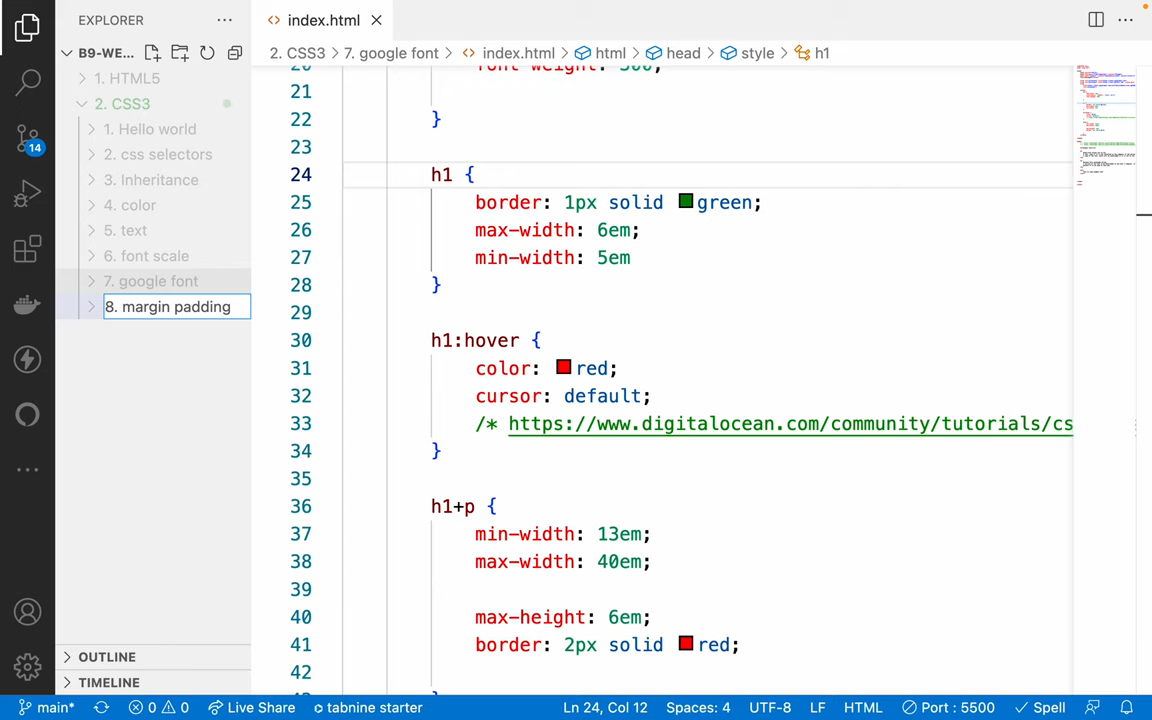 EXPLORER
index.html
B9-WE...
2. CSS3 > 7. google font > index.html > html > head > style > h1
1. HTML5
2. CSS3
1. Hello world
2. css selectors
3. Inheritance
4. color
5. text
6. font scale
7. google font
8. margin padding
OUTLINE
TIMELINE
14
21
22 }
23
24 h1 {
25 border: 1px solid green;
26 max-width: 6em;
27 min-width: 5em
28 }
29
30 h1:hover {
31 color: red;
32 cursor: default;
33 /* https://www.digitalocean.com/community/tutorials/cs
34 }
35
36 h1+p {
37 min-width: 13em;
38 max-width: 40em;
39
40 max-height: 6em;
41 border: 2px solid red;
42
main* 0 0 Live Share tabnine starter Ln 24, Col 12 Spaces: 4 UTF-8 LF HTML Port : 5500 Spell